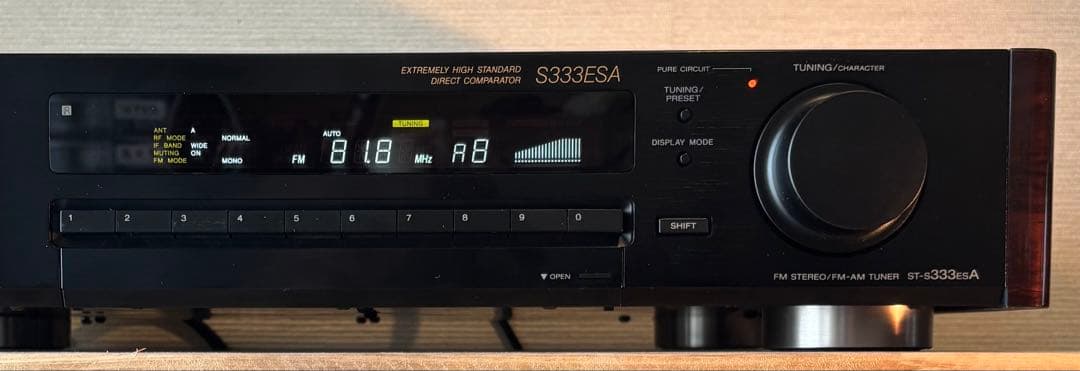 EXTREMELY HIGH STANDARD
DIRECT COMPARATOR
S333ESA
PURE CIRCUIT
TUNING/CHARACTER
TUNING/
PRESET
DISPLAY MODE
TUNING
ANT A
RF MODE NORMAL
IF BAND WIDE
MUTING ON
FM MODE MONO
AUTO
FM 81.8 MHz A8
1 2 3 4 5 6 7 8 9 0
SHIFT
▼ OPEN
FM STEREO/FM-AM TUNER ST-S333ESA